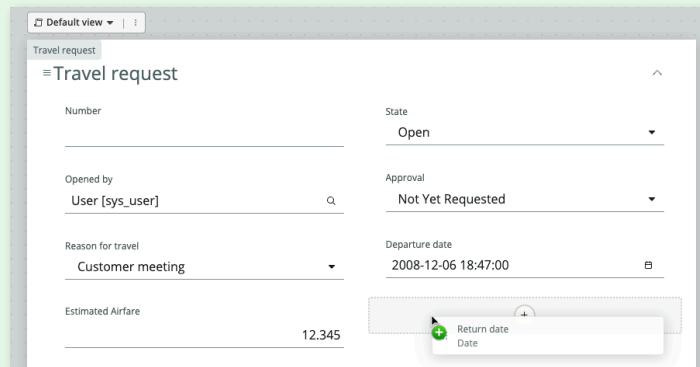 Default view
Travel request
Travel request
Number
State
Open
Opened by
User [sys_user]
Approval
Not Yet Requested
Reason for travel
Customer meeting
Departure date
2008-12-06 18:47:00
Estimated Airfare
12.345
Return date
Date